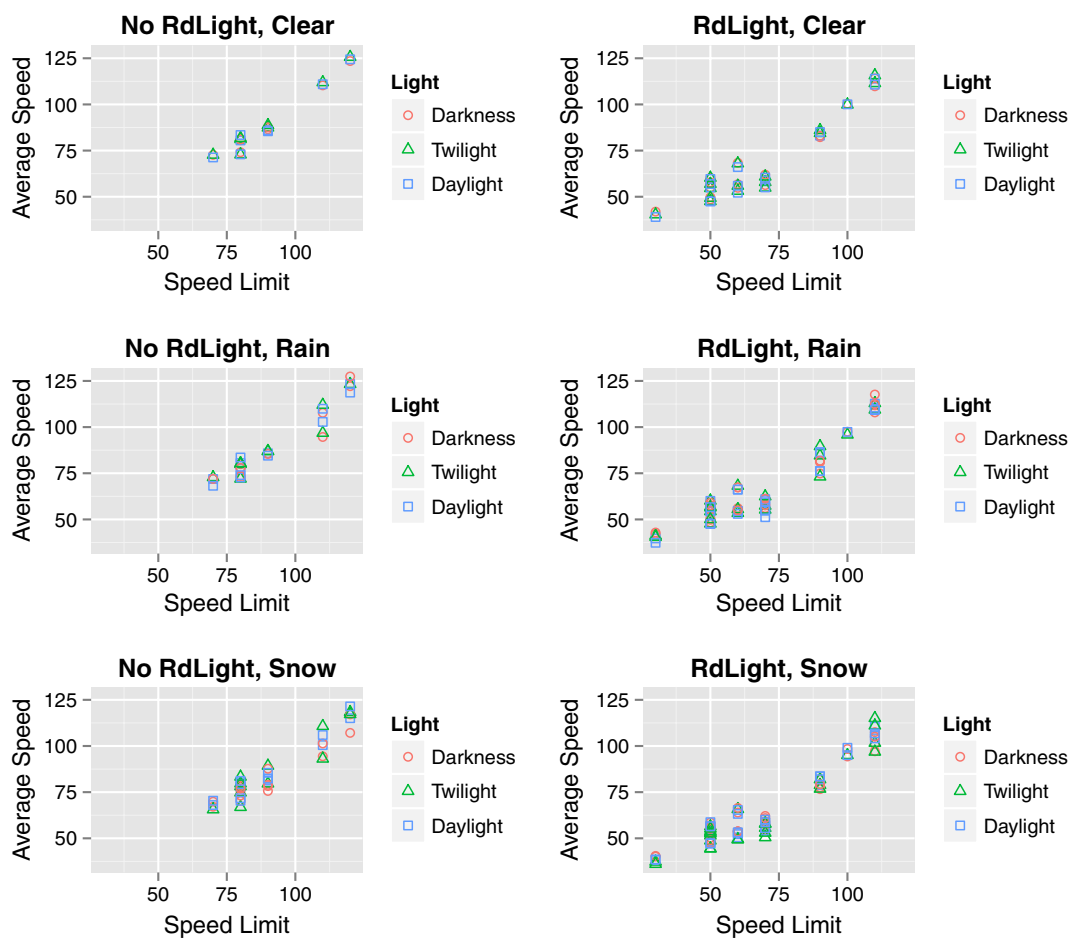 No RdLight, Clear
Average Speed
125
100
75
50
50 75 100
Speed Limit
Light
Darkness
Twilight
Daylight
RdLight, Clear
Average Speed
125
100
75
50
50 75 100
Speed Limit
Light
Darkness
Twilight
Daylight
No RdLight, Rain
Average Speed
125
100
75
50
50 75 100
Speed Limit
Light
Darkness
Twilight
Daylight
RdLight, Rain
Average Speed
125
100
75
50
50 75 100
Speed Limit
Light
Darkness
Twilight
Daylight
No RdLight, Snow
Average Speed
125
100
75
50
50 75 100
Speed Limit
Light
Darkness
Twilight
Daylight
RdLight, Snow
Average Speed
125
100
75
50
50 75 100
Speed Limit
Light
Darkness
Twilight
Daylight